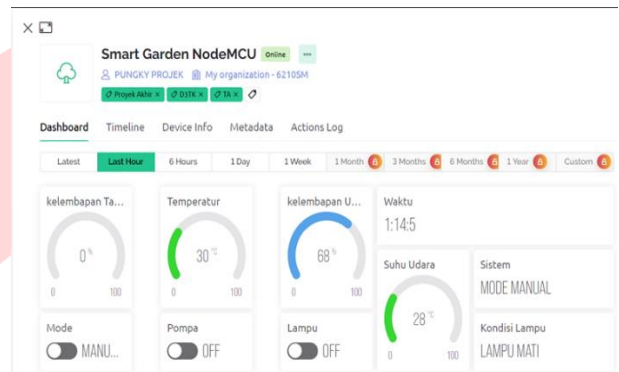 Smart Garden NodeMCU Online ...
PUNGKY PROJEK My organization - 6210SM
Proyek Akhir × D3TK × TA ×
Dashboard Timeline Device Info Metadata Actions Log
Latest Last Hour 6 Hours 1 Day 1 Week 1 Month 3 Months 6 Months 1 Year Custom
kelembapan Ta... Temperatur kelembapan U... Waktu
1:14:5
0 % 30 °C 68 %
0 100 0 100 0 100
Suhu Udara Sistem
MODE MANUAL
28 °C
0 100
Mode Pompa Lampu Kondisi Lampu
MANU... OFF OFF LAMPU MATI